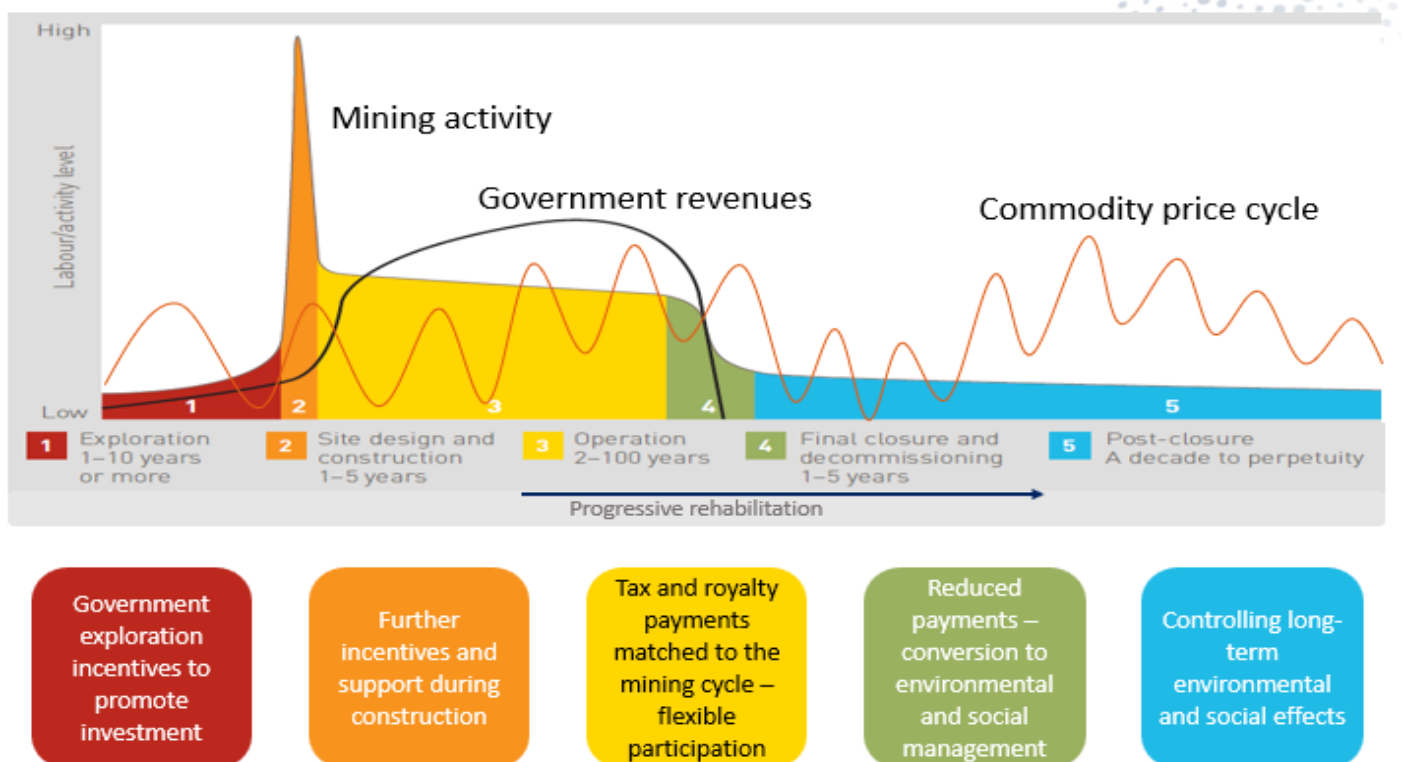 High
Mining activity
Government revenues
Commodity price cycle
Labour/activity level
Low
1
2
3
4
5
1 Exploration
1–10 years
or more
2 Site design and
construction
1–5 years
3 Operation
2–100 years
4 Final closure and
decommissioning
1–5 years
5 Post-closure
A decade to perpetuity
Progressive rehabilitation
Government
exploration
incentives to
promote
investment
Further
incentives and
support during
construction
Tax and royalty
payments
matched to the
mining cycle –
flexible
participation
Reduced
payments –
conversion to
environmental
and social
management
Controlling long-
term
environmental
and social effects